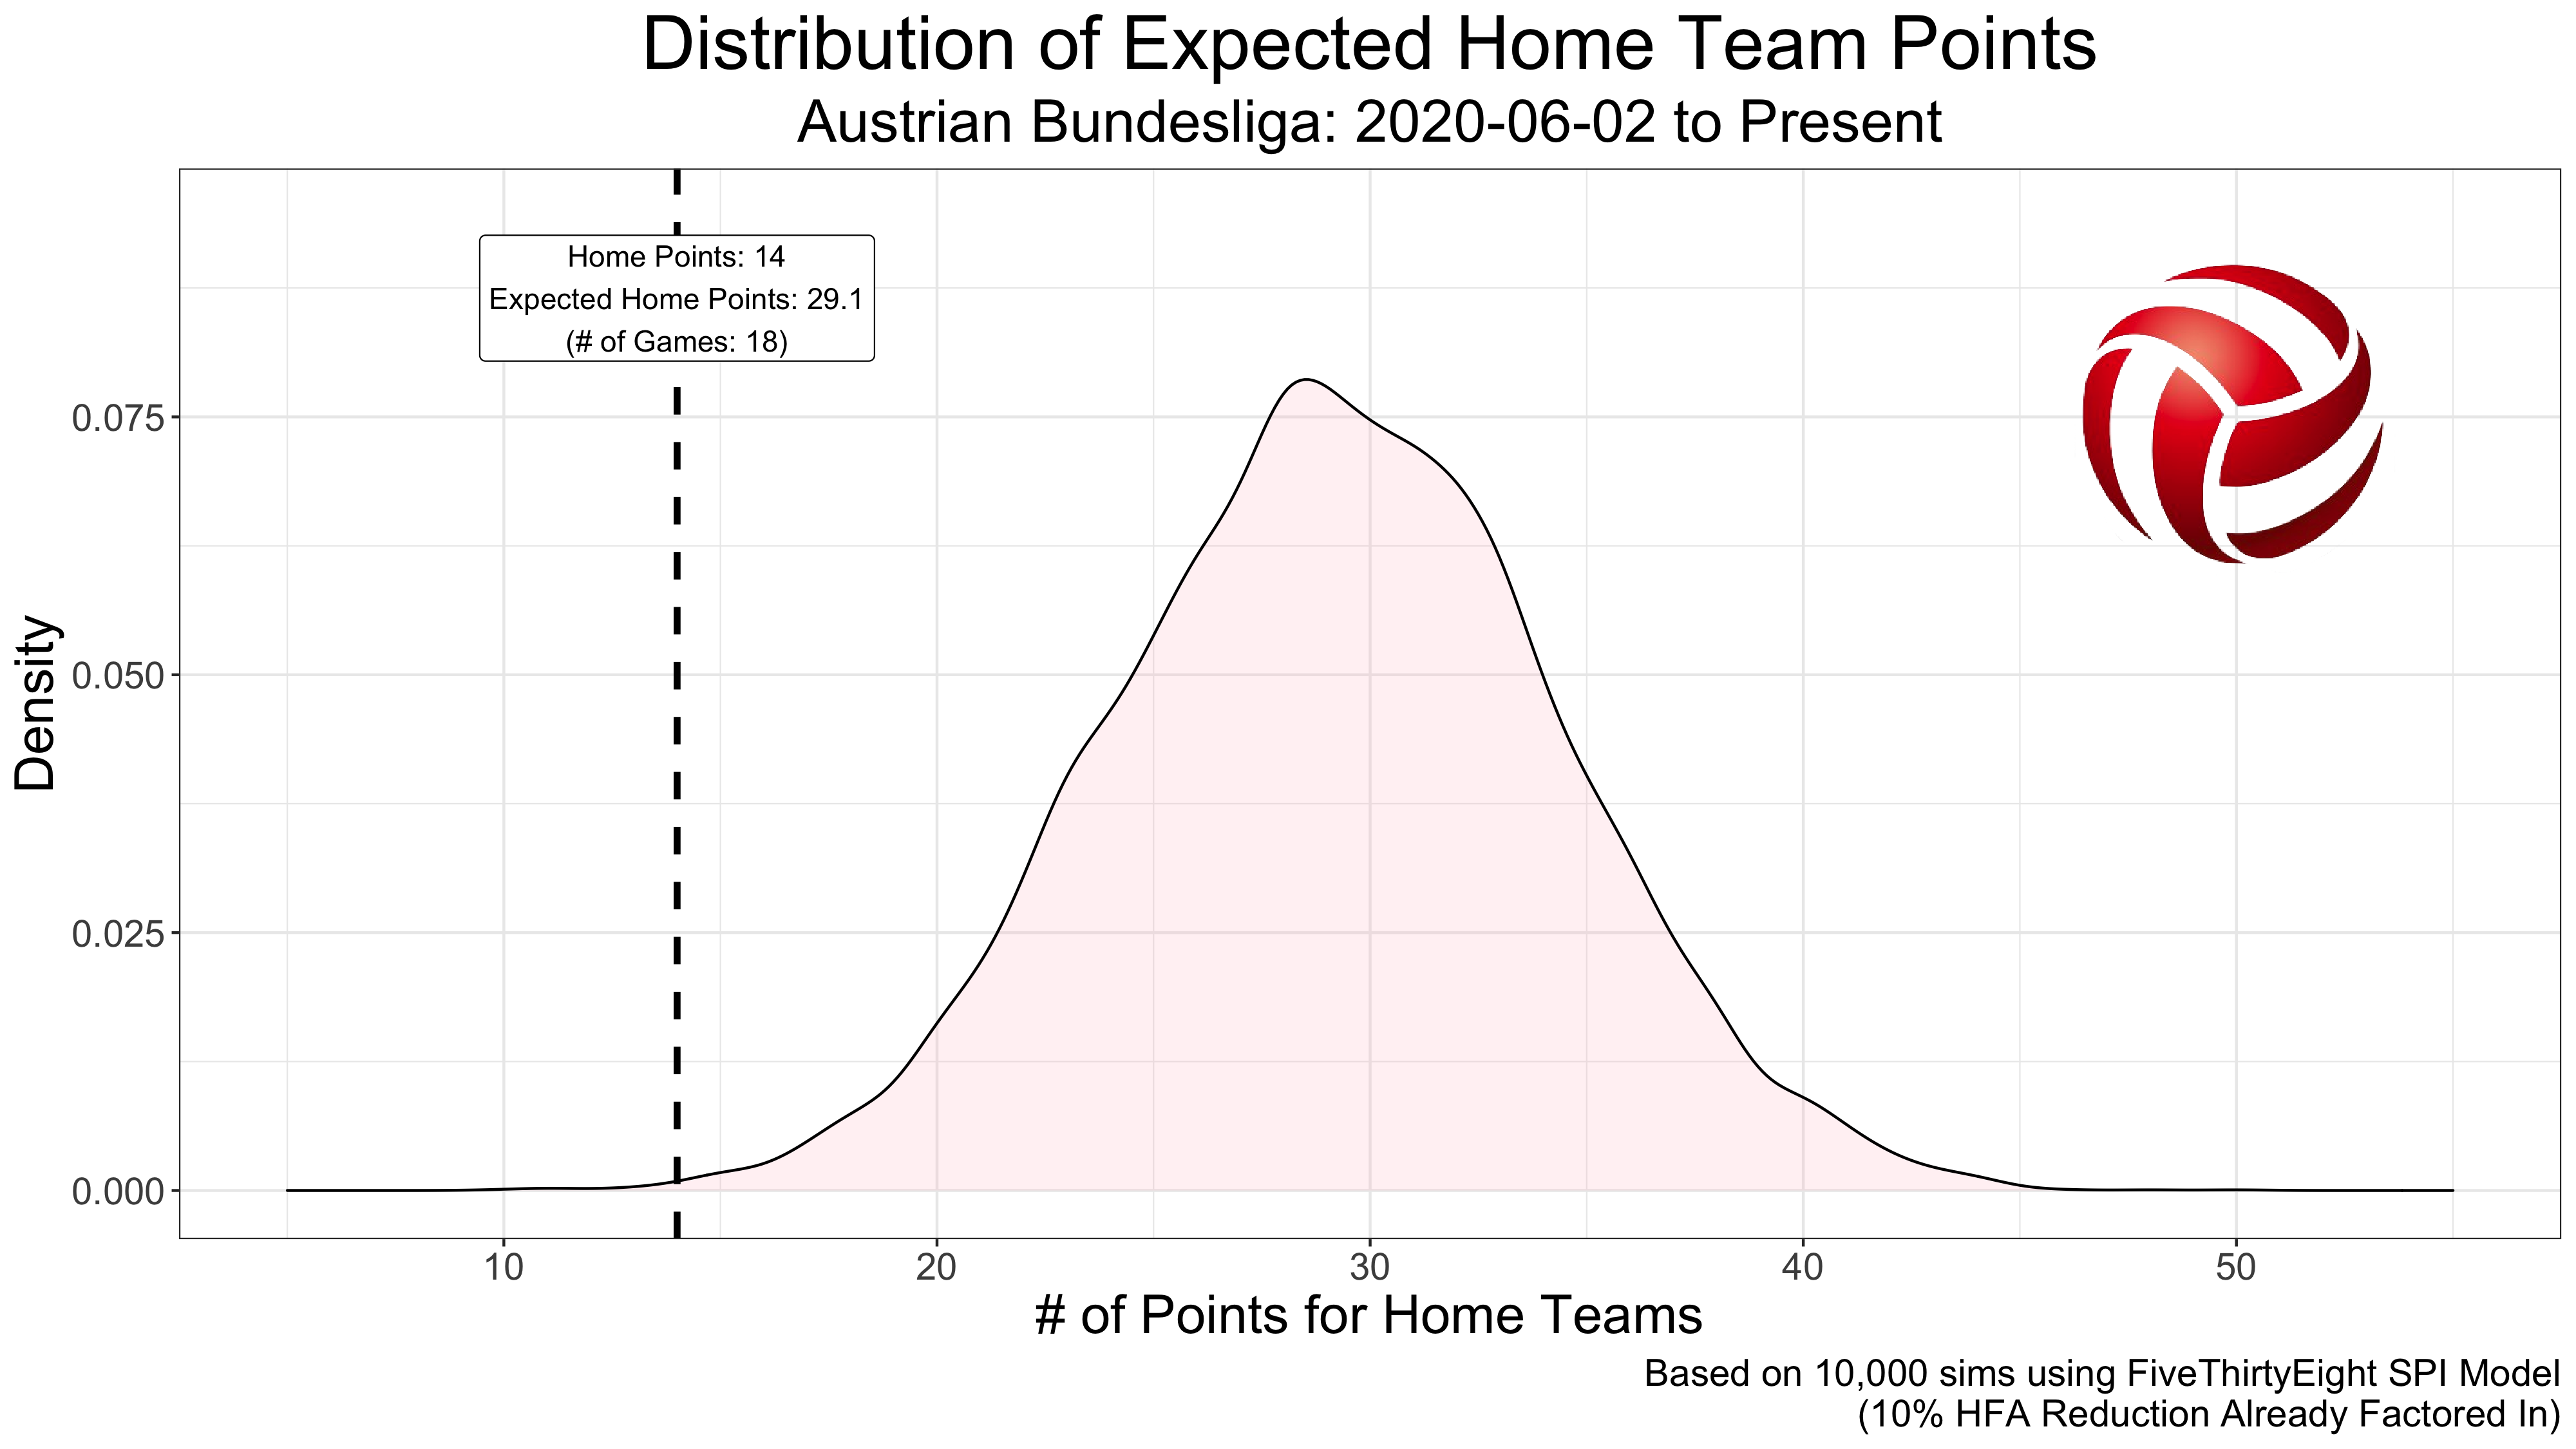 Distribution of Expected Home Team Points
Austrian Bundesliga: 2020-06-02 to Present
Home Points: 14
Expected Home Points: 29.1
(# of Games: 18)
0.075
0.050
0.025
0.000
Density
10 20 30 40 50
# of Points for Home Teams
Based on 10,000 sims using FiveThirtyEight SPI Model
(10% HFA Reduction Already Factored In)